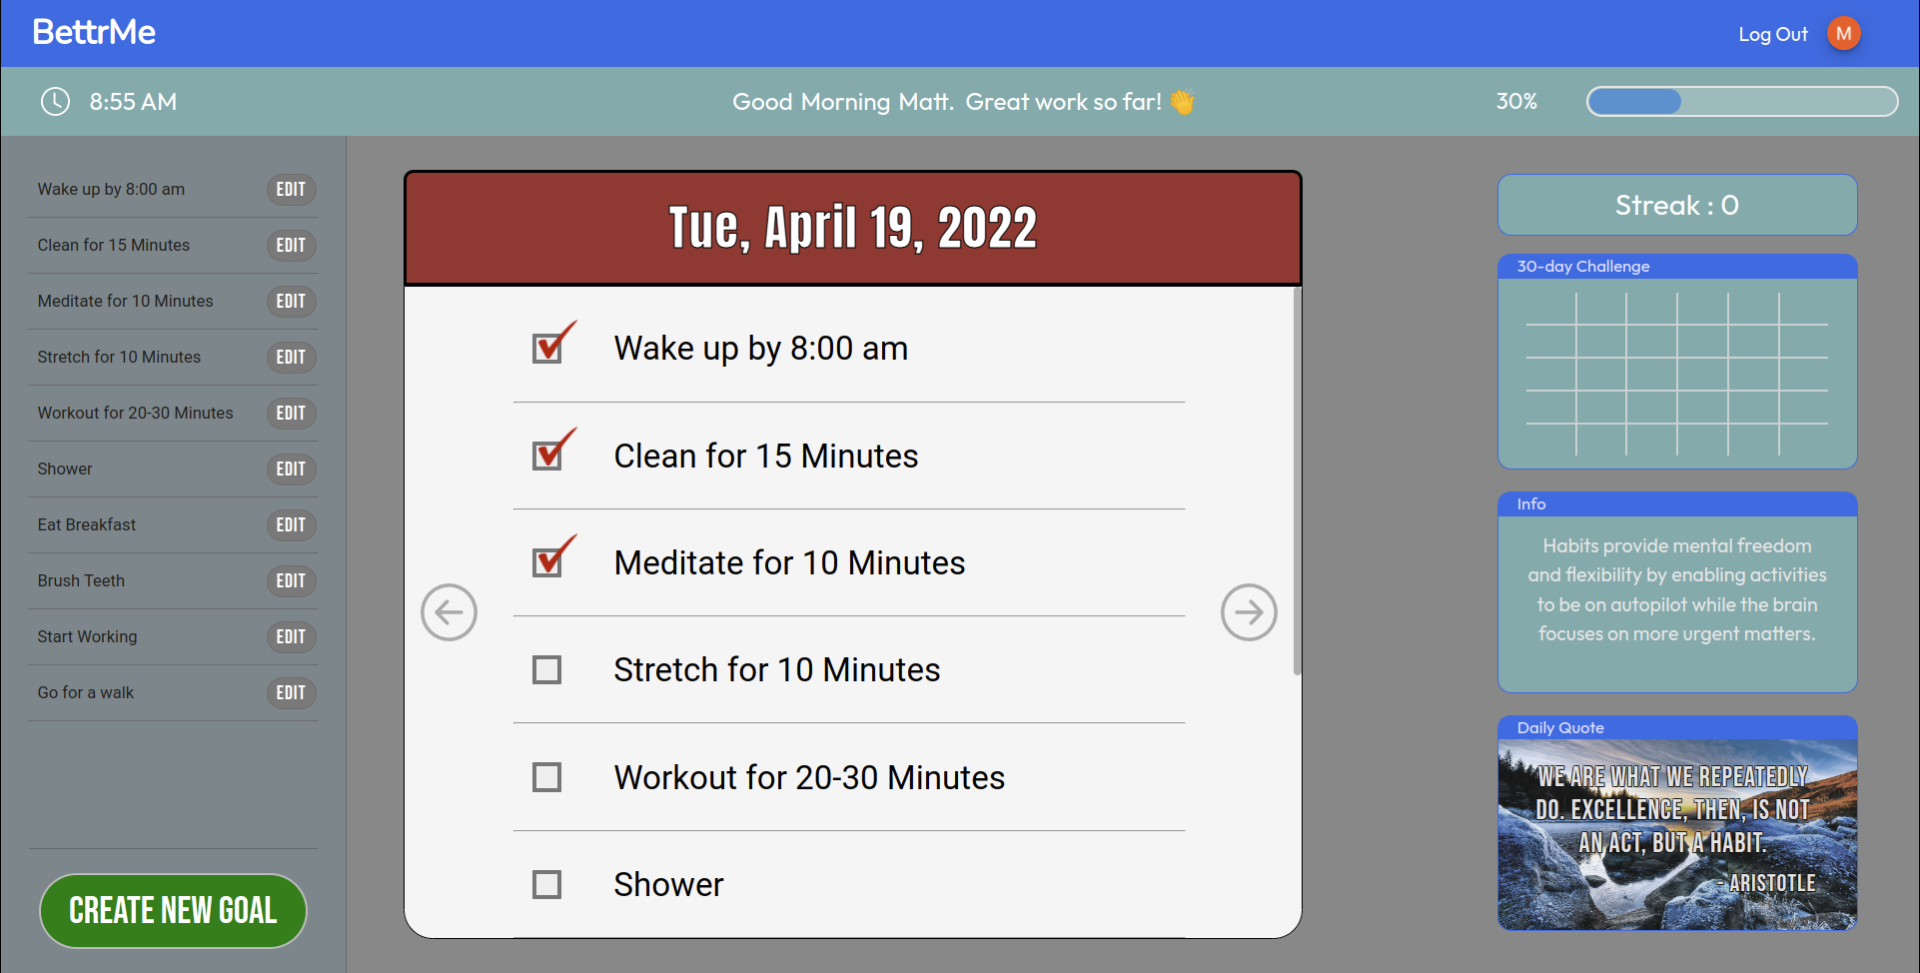 BettrMe
Log Out
M
8:55 AM
Good Morning Matt. Great work so far! 👏
30%
Wake up by 8:00 am
EDIT
Clean for 15 Minutes
EDIT
Meditate for 10 Minutes
EDIT
Stretch for 10 Minutes
EDIT
Workout for 20-30 Minutes
EDIT
Shower
EDIT
Eat Breakfast
EDIT
Brush Teeth
EDIT
Start Working
EDIT
Go for a walk
EDIT
CREATE NEW GOAL
Tue, April 19, 2022
Wake up by 8:00 am
Clean for 15 Minutes
Meditate for 10 Minutes
Stretch for 10 Minutes
Workout for 20-30 Minutes
Shower
Streak : 0
30-day Challenge
Info
Habits provide mental freedom
and flexibility by enabling activities
to be on autopilot while the brain
focuses on more urgent matters.
Daily Quote
WE ARE WHAT WE REPEATEDLY
DO. EXCELLENCE, THEN, IS NOT
AN ACT, BUT A HABIT.
- ARISTOTLE